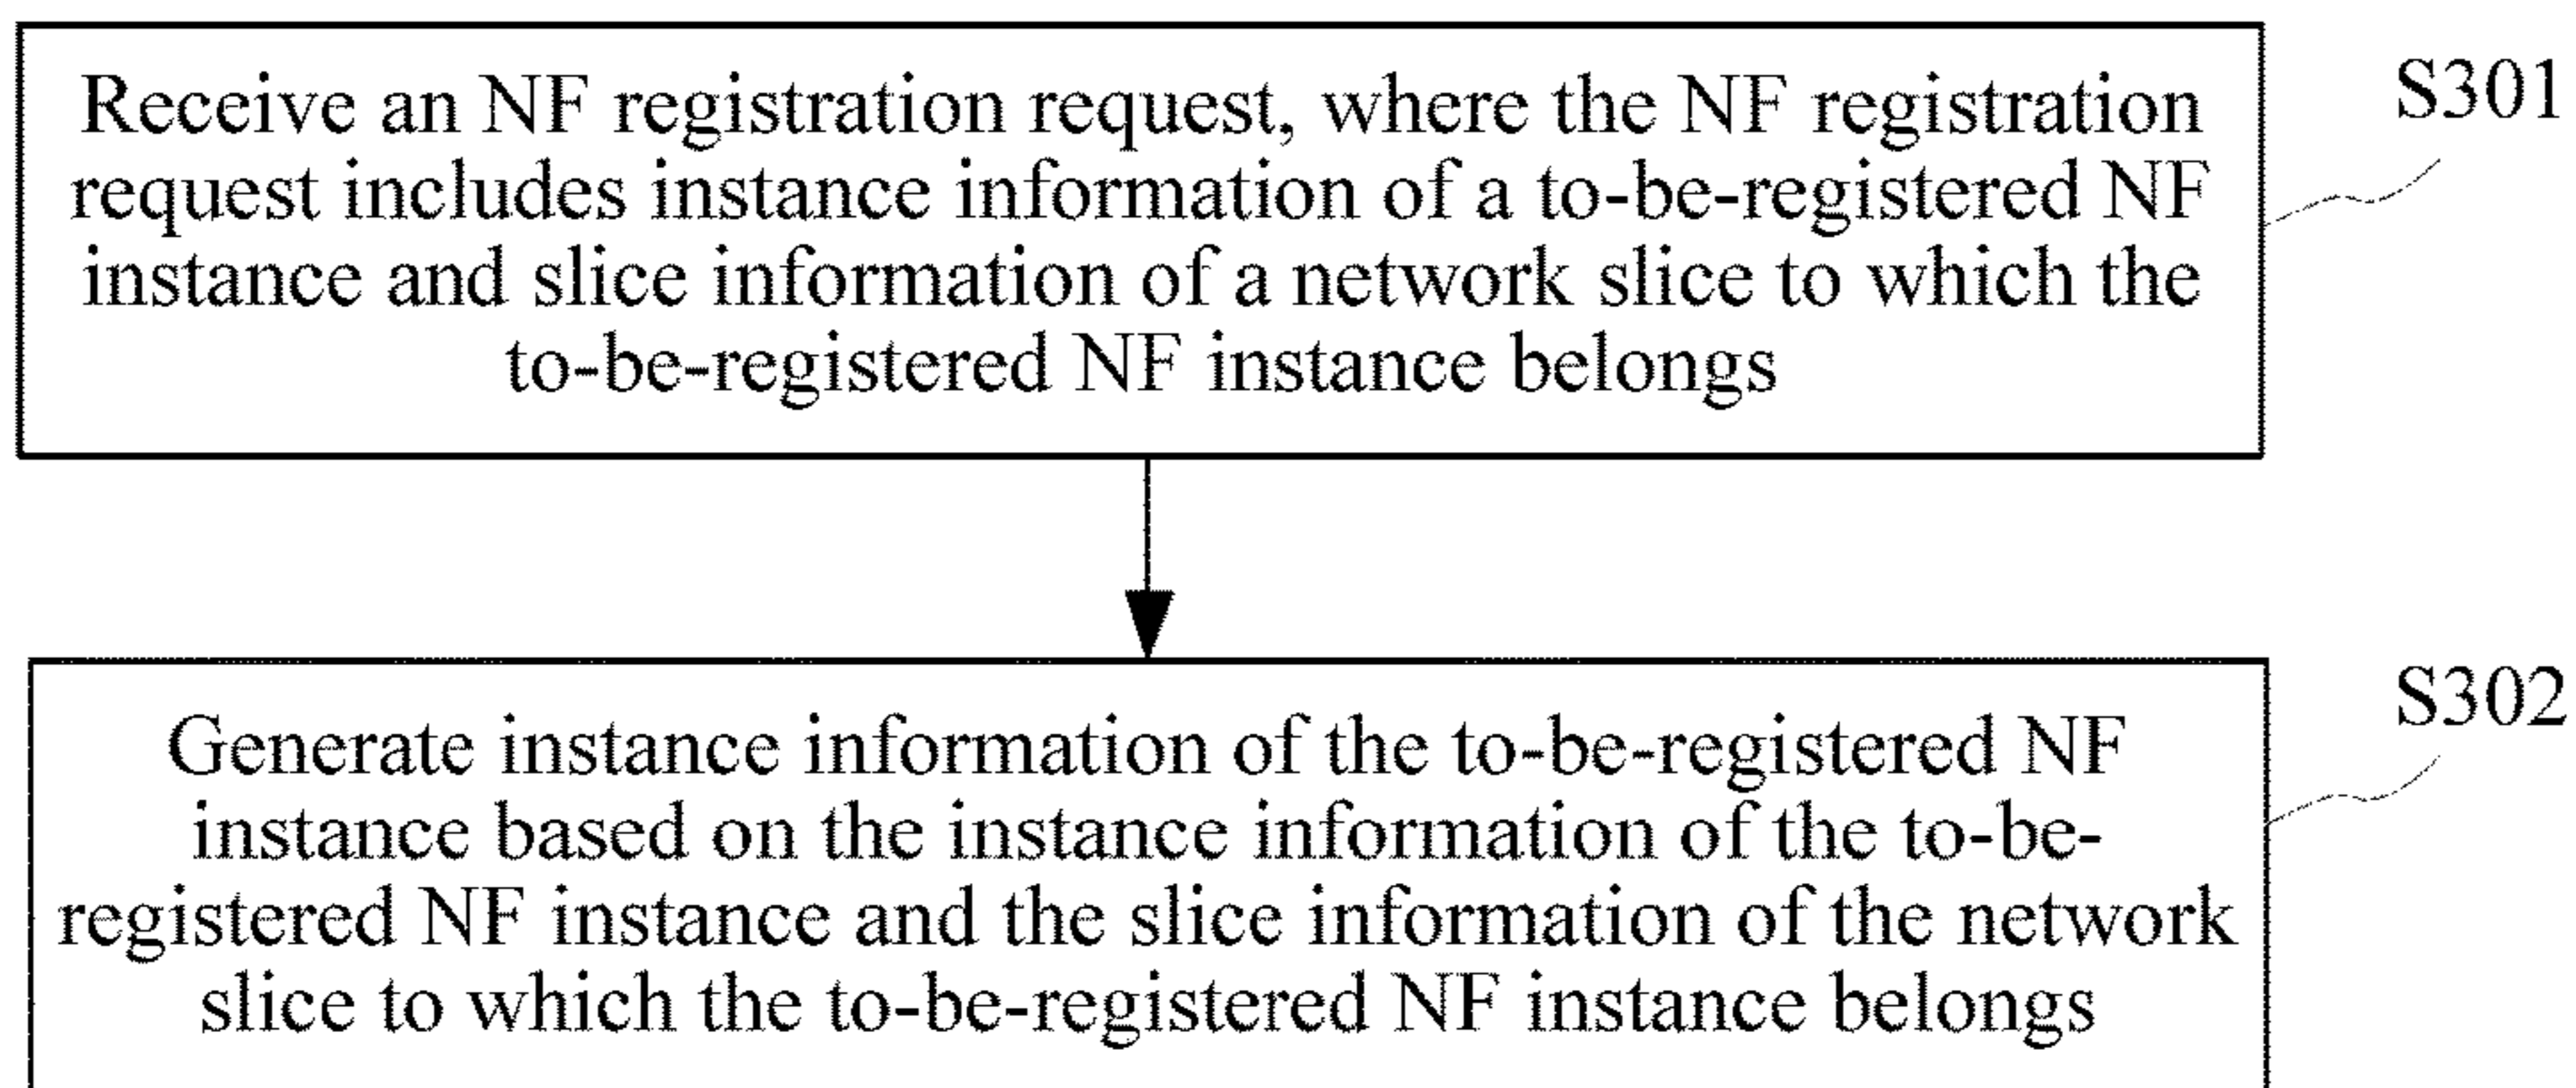 Receive an NF registration request, where the NF registration
request includes instance information of a to-be-registered NF
instance and slice information of a network slice to which the
to-be-registered NF instance belongs
S301
Generate instance information of the to-be-registered NF
instance based on the instance information of the to-be-
registered NF instance and the slice information of the network
slice to which the to-be-registered NF instance belongs
S302